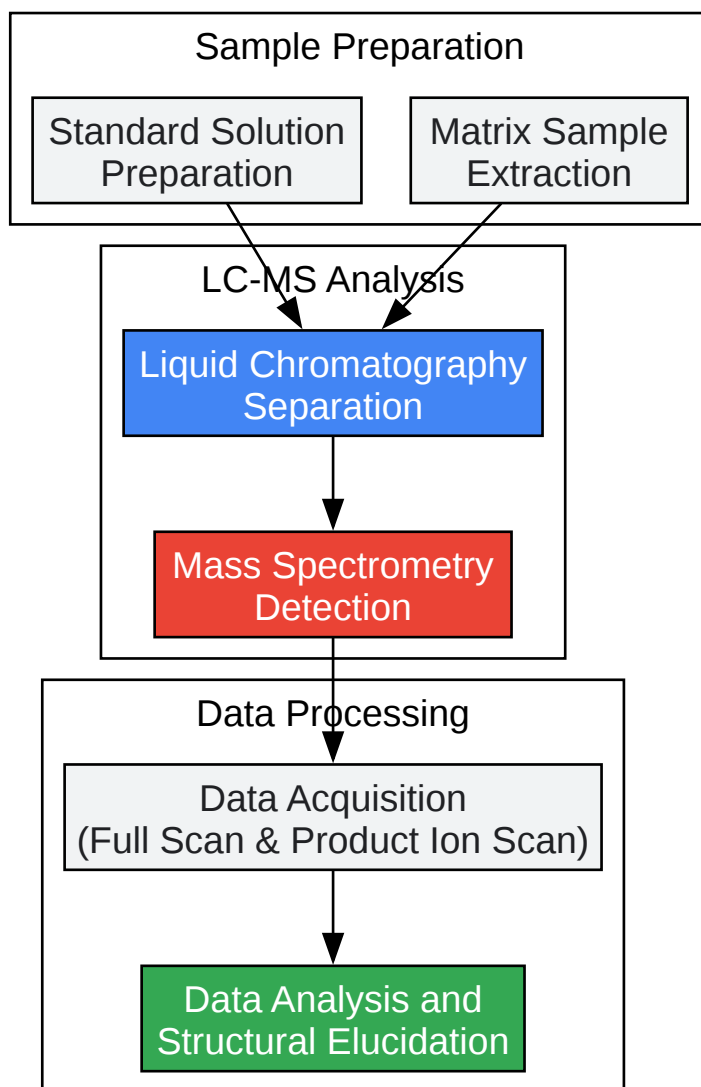 Sample Preparation
Standard Solution
Preparation
Matrix Sample
Extraction
LC-MS Analysis
Liquid Chromatography
Separation
Mass Spectrometry
Detection
Data Processing
Data Acquisition
(Full Scan & Product Ion Scan)
Data Analysis and
Structural Elucidation